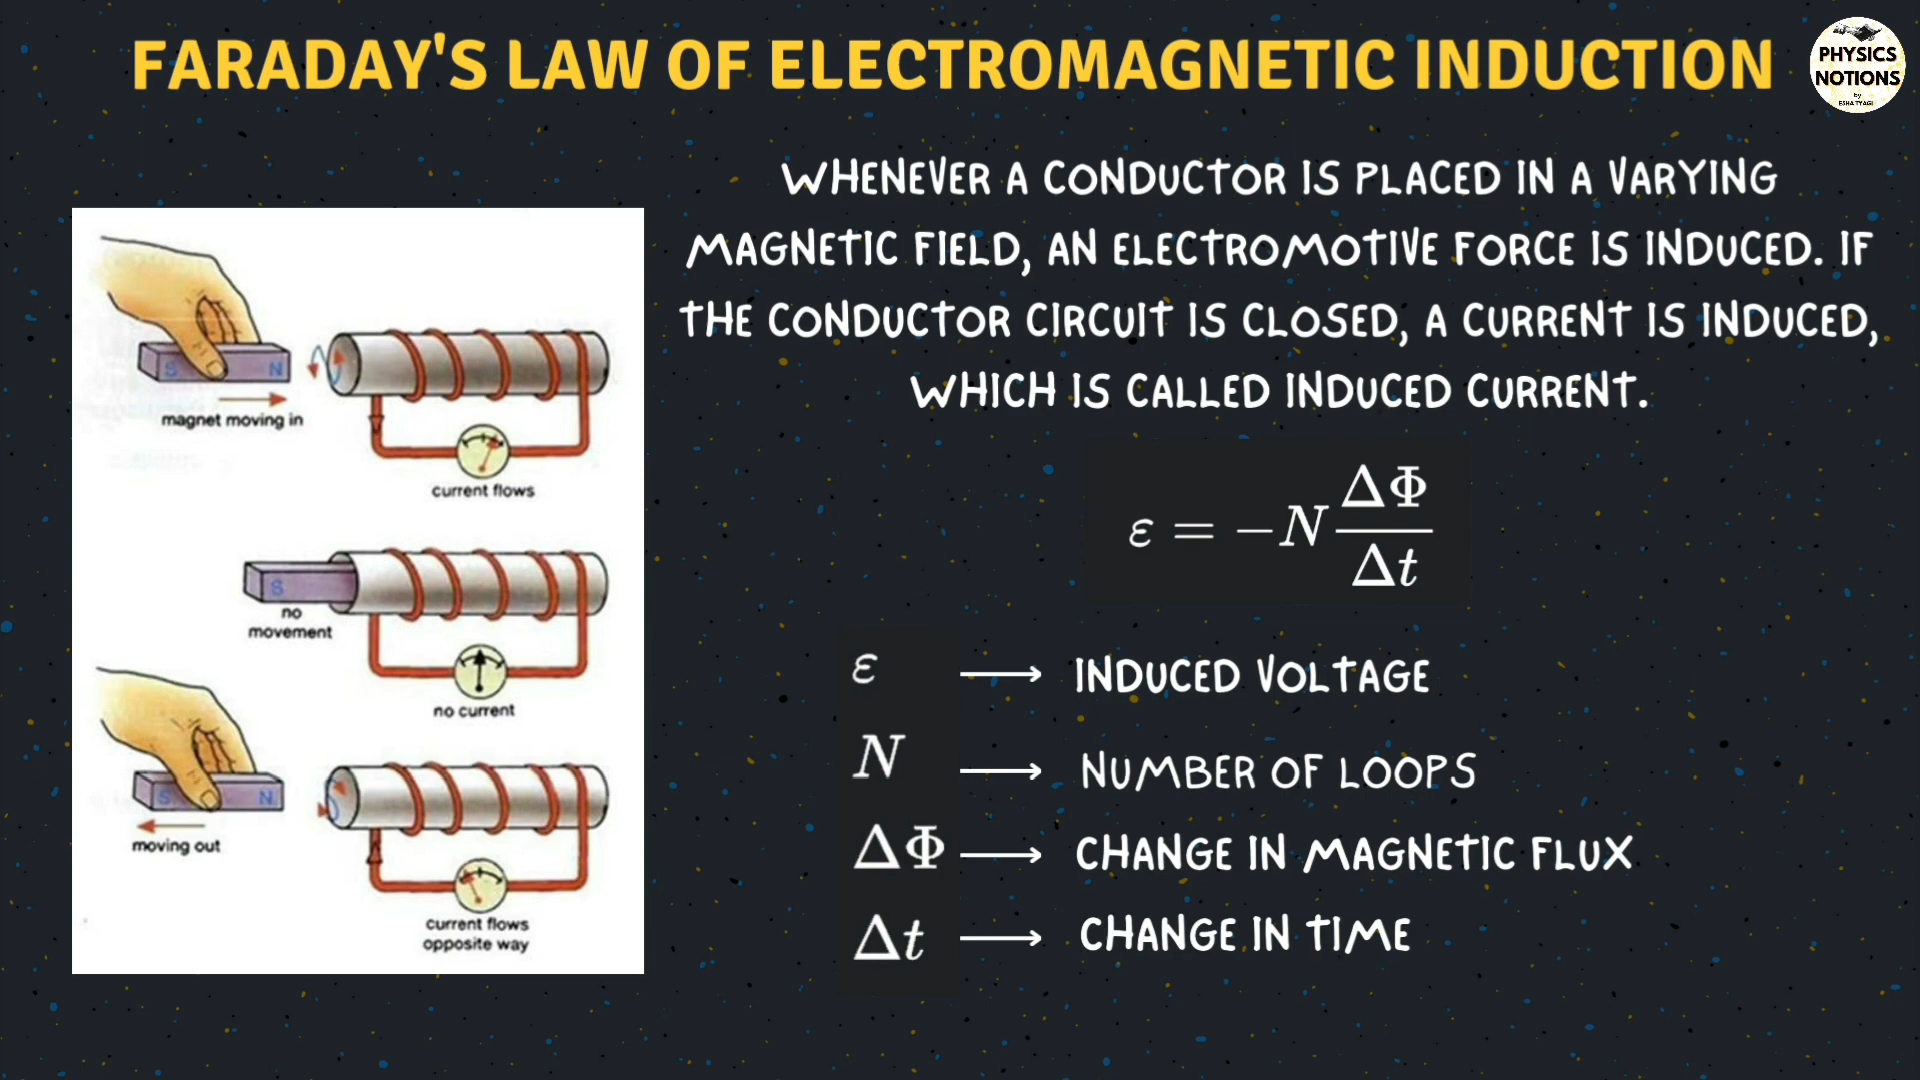 FARADAY'S LAW OF ELECTROMAGNETIC INDUCTION
PHYSICS
NOTIONS
by
ESHA TYAGI
WHENEVER A CONDUCTOR IS PLACED IN A VARYING
MAGNETIC FIELD, AN ELECTROMOTIVE FORCE IS INDUCED. IF
THE CONDUCTOR CIRCUIT IS CLOSED, A CURRENT IS INDUCED,
WHICH IS CALLED INDUCED CURRENT.
ε = −N ΔΦ/Δt
ε → INDUCED VOLTAGE
N → NUMBER OF LOOPS
ΔΦ → CHANGE IN MAGNETIC FLUX
Δt → CHANGE IN TIME
S N
magnet moving in
current flows
S
no
movement
no current
S N
moving out
current flows
opposite way